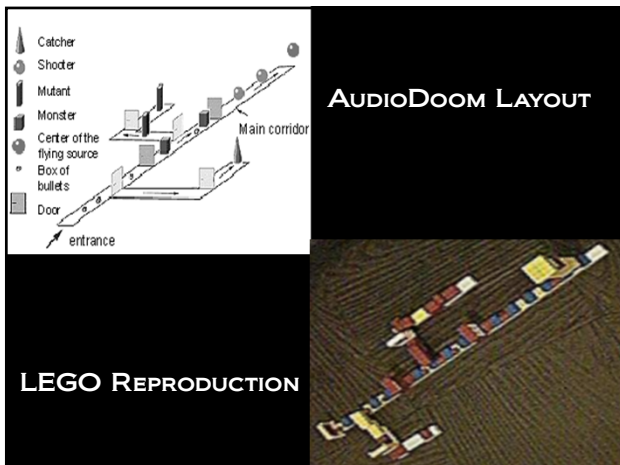 Catcher
Shooter
Mutant
Monster
Center of the
flying source
Box of
bullets
Door
Main corridor
entrance
AudioDoom Layout
LEGO Reproduction